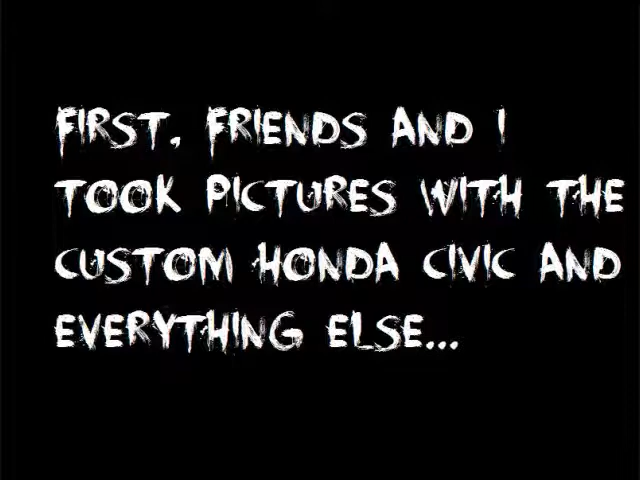 FIRST, FRIENDS AND I
TOOK PICTURES WITH THE
CUSTOM HONDA CIVIC AND
EVERYTHING ELSE...